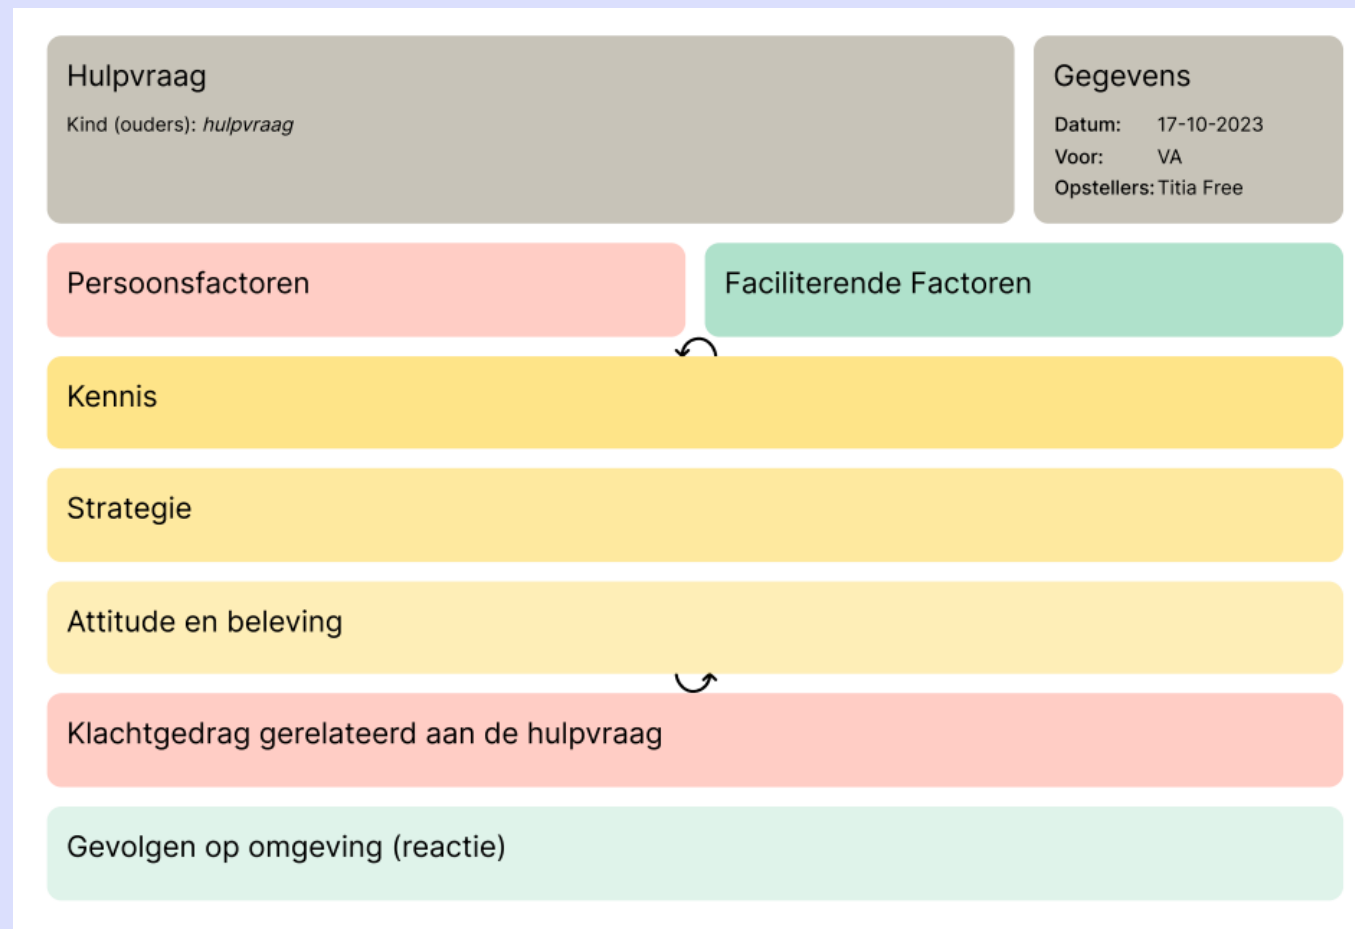 Hulpvraag
Kind (ouders): hulpvraag
Gegevens
Datum: 17-10-2023
Voor: VA
Opstellers: Titia Free
Persoonsfactoren
Faciliterende Factoren
Kennis
Strategie
Attitude en beleving
Klachtgedrag gerelateerd aan de hulpvraag
Gevolgen op omgeving (reactie)